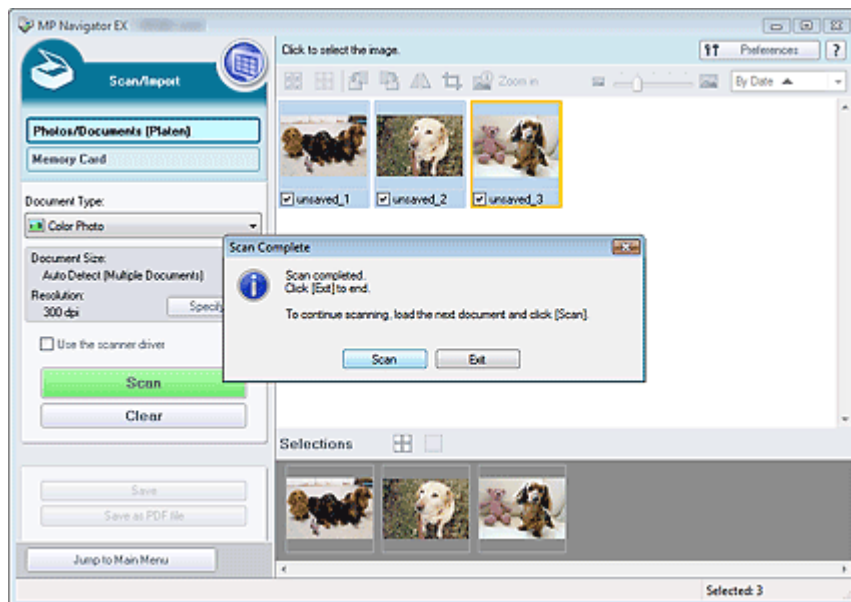 MP Navigator EX
Click to select the image.
Preferences
?
Scan/Import
Zoom in
By Date
Photos/Documents (Platen)
Memory Card
unsaved_1
unsaved_2
unsaved_3
Document Type:
Color Photo
Document Size:
Auto Detect (Multiple Documents)
Resolution:
300 dpi
Use the scanner driver
Scan
Clear
Scan Complete
Scan completed.
Click [Exit] to end.
To continue scanning, load the next document and click [Scan].
Scan
Exit
Selections
Save
Save as PDF file
Jump to Main Menu
Selected: 3